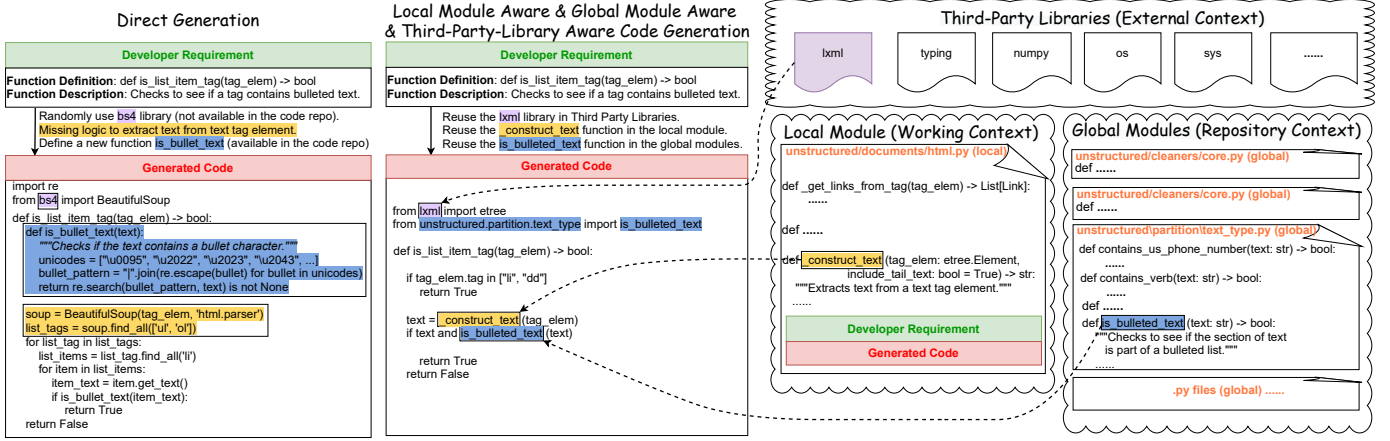 Direct Generation
Developer Requirement
Function Definition: def is_list_item_tag(tag_elem) -> bool
Function Description: Checks to see if a tag contains bulleted text.
Randomly use bs4 library (not available in the code repo).
Missing logic to extract text from text tag element.
Define a new function is_bullet_text (available in the code repo)
Generated Code
import re
from bs4 import BeautifulSoup
def is_list_item_tag(tag_elem) -> bool:
def is_bullet_text(text):
"""Checks if the text contains a bullet character."""
unicodes = ["\u0095", "\u2022", "\u2023", "\u2043", ...]
bullet_pattern = "|".join(re.escape(bullet) for bullet in unicodes)
return re.search(bullet_pattern, text) is not None
soup = BeautifulSoup(tag_elem, 'html.parser')
list_tags = soup.find_all(['ul', 'ol'])
for list_tag in list_tags:
list_items = list_tag.find_all('li')
for item in list_items:
item_text = item.get_text()
if is_bullet_text(item_text):
return True
return False
Local Module Aware & Global Module Aware
& Third-Party-Library Aware Code Generation
Developer Requirement
Function Definition: def is_list_item_tag(tag_elem) -> bool
Function Description: Checks to see if a tag contains bulleted text.
Reuse the lxml library in Third Party Libraries.
Reuse the _construct_text function in the local module.
Reuse the is_bulleted_text function in the global modules.
Generated Code
from lxml import etree
from unstructured.partition.text_type import is_bulleted_text
def is_list_item_tag(tag_elem) -> bool:
if tag_elem.tag in ["li", "dd"]
return True
text = _construct_text (tag_elem)
if text and is_bulleted_text (text)
return True
return False
Third-Party Libraries (External Context)
lxml
typing
numpy
os
sys
......
Local Module (Working Context)
unstructured/documents/html.py (local)
def _get_links_from_tag(tag_elem) -> List[Link]:
......
def ......
def _construct_text (tag_elem: etree.Element,
include_tail_text: bool = True) -> str:
"""Extracts text from a text tag element."""
......
Developer Requirement
Generated Code
Global Modules (Repository Context)
unstructured/cleaners/core.py (global)
def ......
unstructured/cleaners/core.py (global)
def ......
unstructured\partition\text_type.py (global)
def contains_us_phone_number(text: str) -> bool:
......
def contains_verb(text: str) -> bool:
......
def ......
def is_bulleted_text (text: str) -> bool:
"""Checks to see if the section of text
is part of a bulleted list."""
......
.py files (global) ......